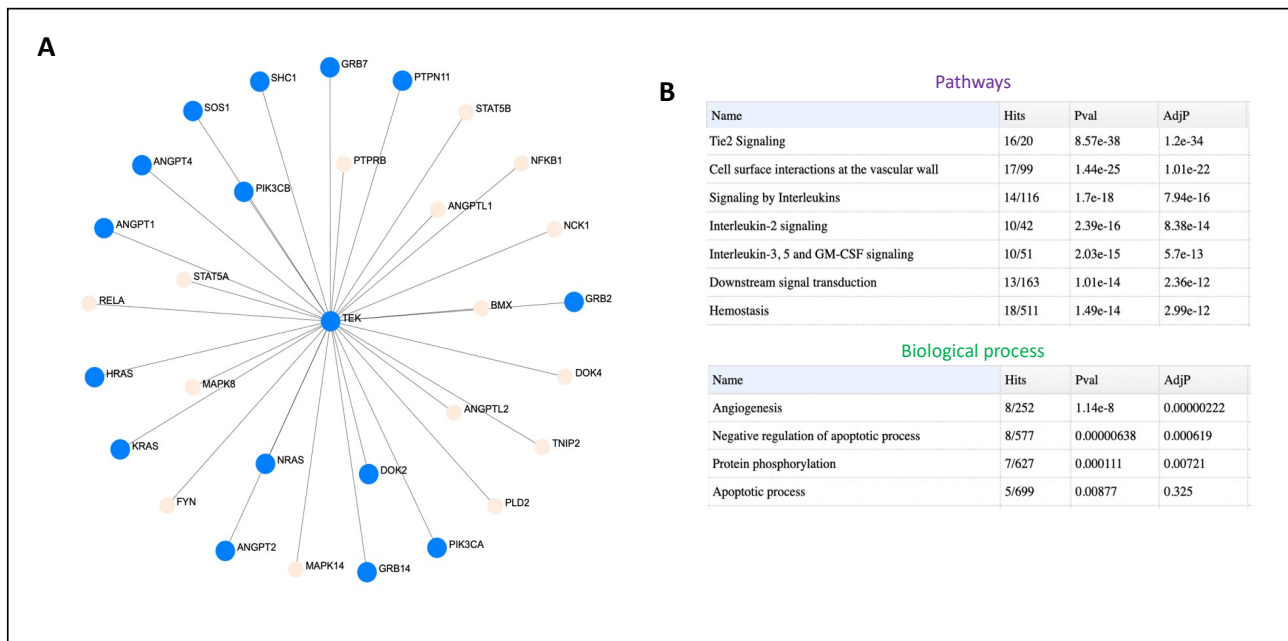 A
GRB7
SHC1
PTPN11
SOS1
STAT5B
ANGPT4
PTPRB
NFKB1
PIK3CB
ANGPTL1
ANGPT1
NCK1
STAT5A
RELA
BMX
GRB2
TEK
HRAS
MAPK8
DOK4
ANGPTL2
KRAS
TNIP2
NRAS
DOK2
FYN
PLD2
ANGPT2
PIK3CA
MAPK14
GRB14
B
Pathways
Name Hits Pval AdjP
Tie2 Signaling 16/20 8.57e-38 1.2e-34
Cell surface interactions at the vascular wall 17/99 1.44e-25 1.01e-22
Signaling by Interleukins 14/116 1.7e-18 7.94e-16
Interleukin-2 signaling 10/42 2.39e-16 8.38e-14
Interleukin-3, 5 and GM-CSF signaling 10/51 2.03e-15 5.7e-13
Downstream signal transduction 13/163 1.01e-14 2.36e-12
Hemostasis 18/511 1.49e-14 2.99e-12
Biological process
Name Hits Pval AdjP
Angiogenesis 8/252 1.14e-8 0.00000222
Negative regulation of apoptotic process 8/577 0.00000638 0.000619
Protein phosphorylation 7/627 0.000111 0.00721
Apoptotic process 5/699 0.00877 0.325